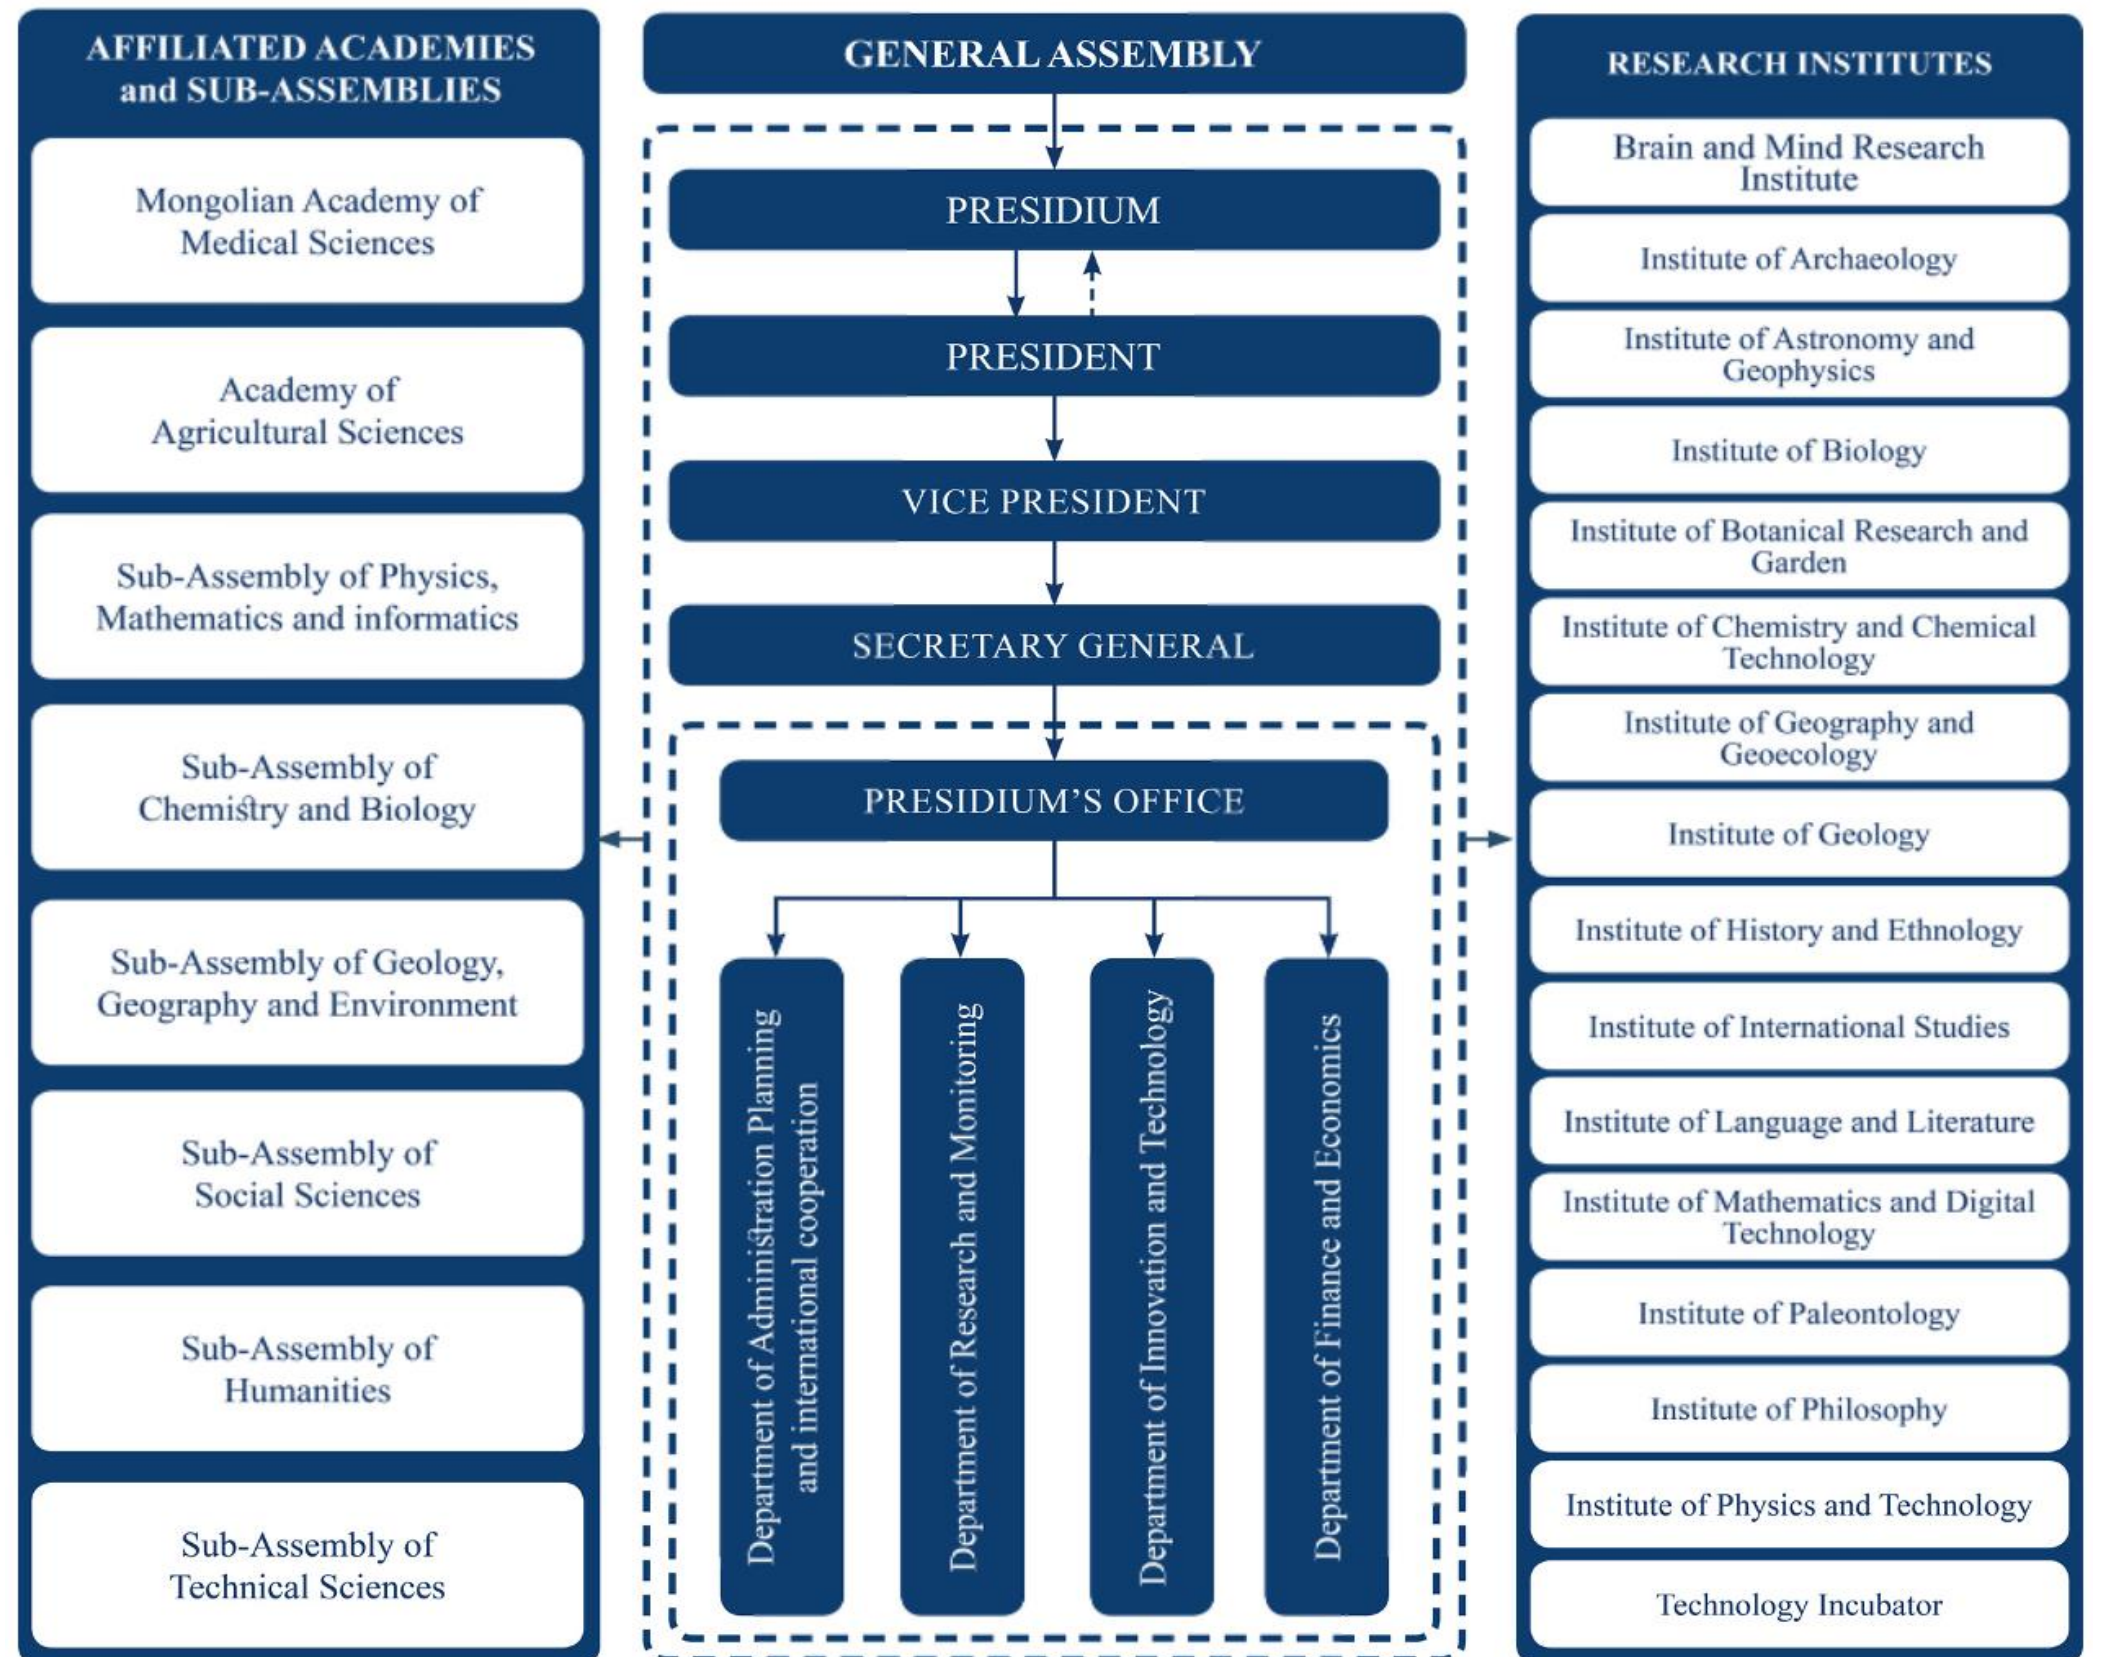 AFFILIATED ACADEMIES
and SUB-ASSEMBLIES
Mongolian Academy of
Medical Sciences
Academy of
Agricultural Sciences
Sub-Assembly of Physics,
Mathematics and informatics
Sub-Assembly of
Chemistry and Biology
Sub-Assembly of Geology,
Geography and Environment
Sub-Assembly of
Social Sciences
Sub-Assembly of
Humanities
Sub-Assembly of
Technical Sciences
GENERAL ASSEMBLY
PRESIDIUM
PRESIDENT
VICE PRESIDENT
SECRETARY GENERAL
PRESIDIUM’S OFFICE
Department of Administration Planning
and international cooperation
Department of Research and Monitoring
Department of Innovation and Technology
Department of Finance and Economics
RESEARCH INSTITUTES
Brain and Mind Research
Institute
Institute of Archaeology
Institute of Astronomy and
Geophysics
Institute of Biology
Institute of Botanical Research and
Garden
Institute of Chemistry and Chemical
Technology
Institute of Geography and
Geoecology
Institute of Geology
Institute of History and Ethnology
Institute of International Studies
Institute of Language and Literature
Institute of Mathematics and Digital
Technology
Institute of Paleontology
Institute of Philosophy
Institute of Physics and Technology
Technology Incubator